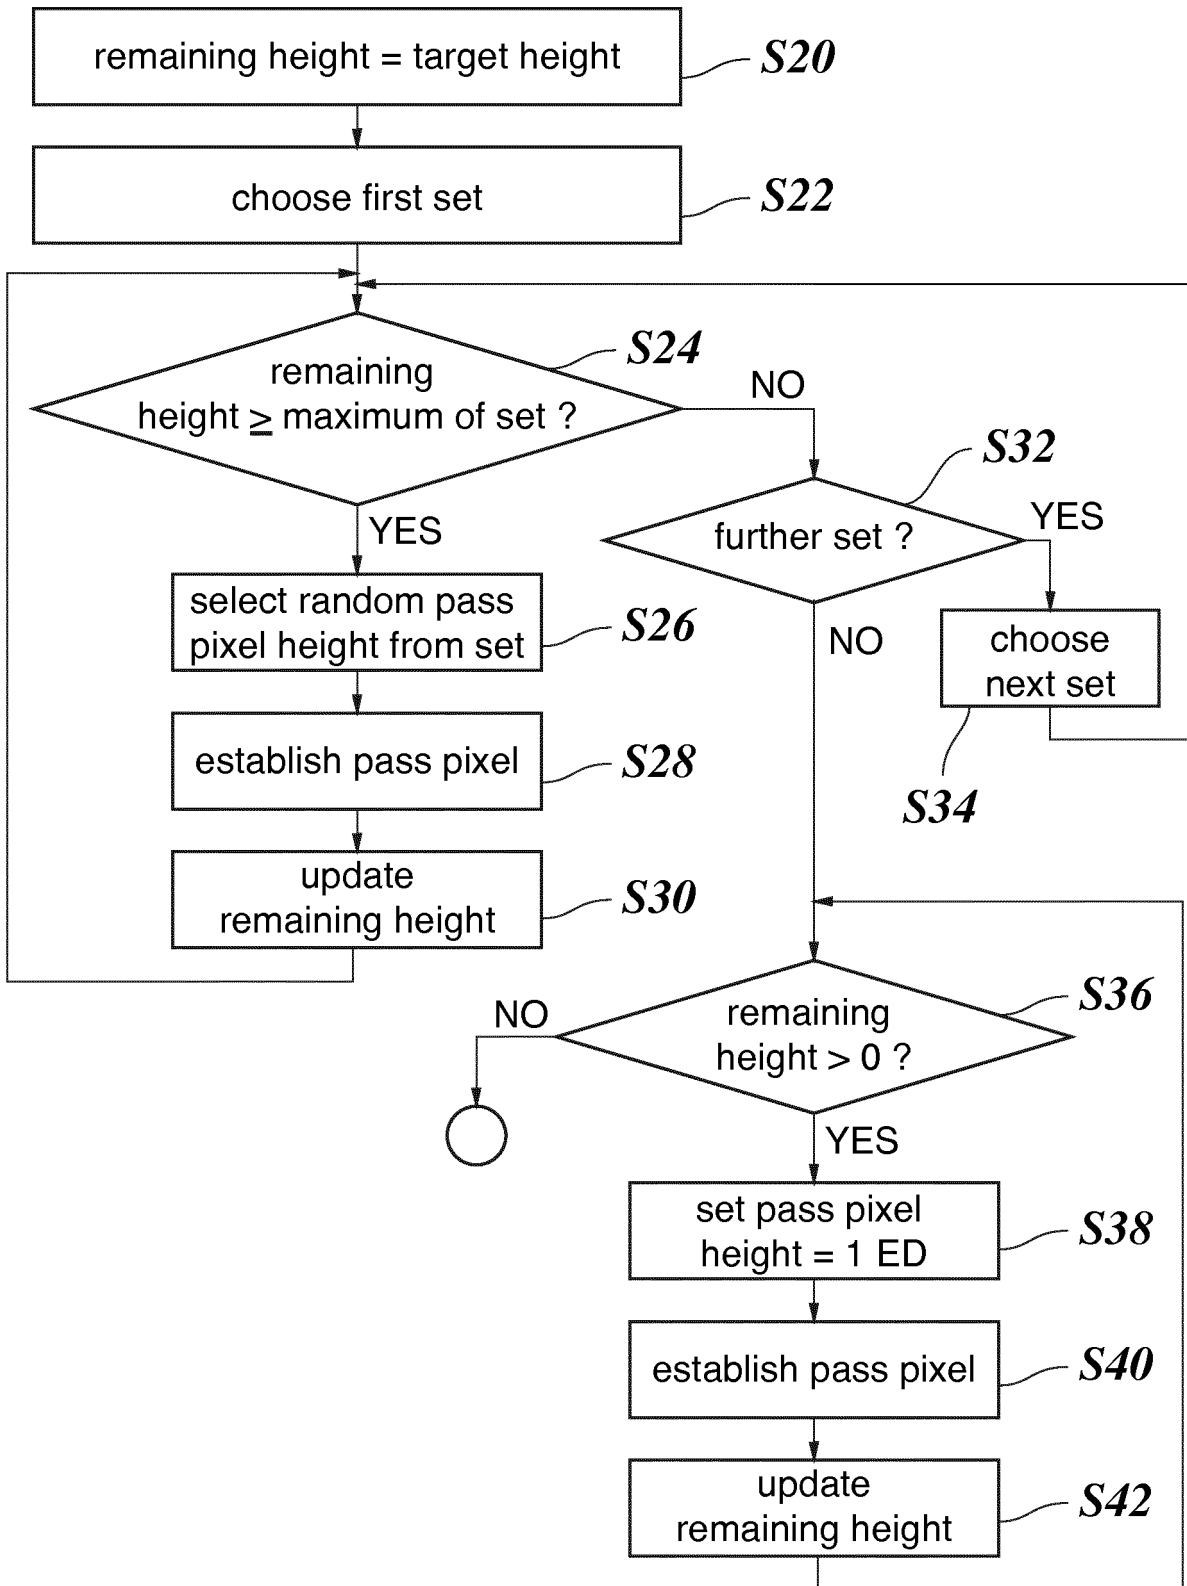 remaining height = target height
S20
choose first set
S22
S24
remaining
height ≥ maximum of set ?
NO
S32
further set ?
YES
YES
select random pass
pixel height from set
S26
NO
choose
next set
S34
establish pass pixel
S28
update
remaining height
S30
S36
remaining
height > 0 ?
NO
YES
set pass pixel
height = 1 ED
S38
establish pass pixel
S40
update
remaining height
S42